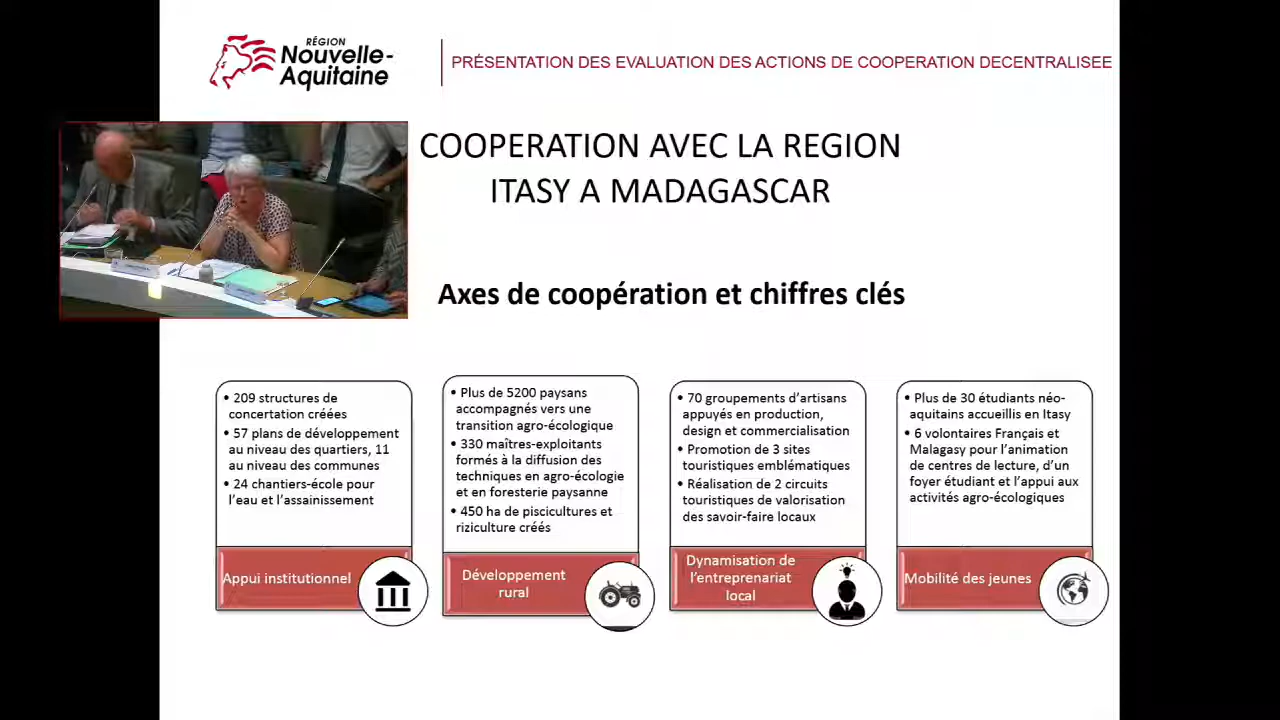 RÉGION
Nouvelle-
Aquitaine
PRÉSENTATION DES EVALUATION DES ACTIONS DE COOPERATION DECENTRALISEE
COOPERATION AVEC LA REGION
ITASY A MADAGASCAR
Axes de coopération et chiffres clés
• 209 structures de
concertation créées
• 57 plans de développement
au niveau des quartiers, 11
au niveau des communes
• 24 chantiers-école pour
l’eau et l’assainissement
Appui institutionnel
• Plus de 5200 paysans
accompagnés vers une
transition agro-écologique
• 330 maîtres-exploitants
formés à la diffusion des
techniques en agro-écologie
et en foresterie paysanne
• 450 ha de piscicultures et
riziculture créés
Développement
rural
• 70 groupements d’artisans
appuyés en production,
design et commercialisation
• Promotion de 3 sites
touristiques emblématiques
• Réalisation de 2 circuits
touristiques de valorisation
des savoir-faire locaux
Dynamisation de
l’entreprenariat
local
• Plus de 30 étudiants néo-
aquitains accueillis en Itasy
• 6 volontaires Français et
Malagasy pour l’animation
de centres de lecture, d’un
foyer étudiant et l’appui aux
activités agro-écologiques
Mobilité des jeunes